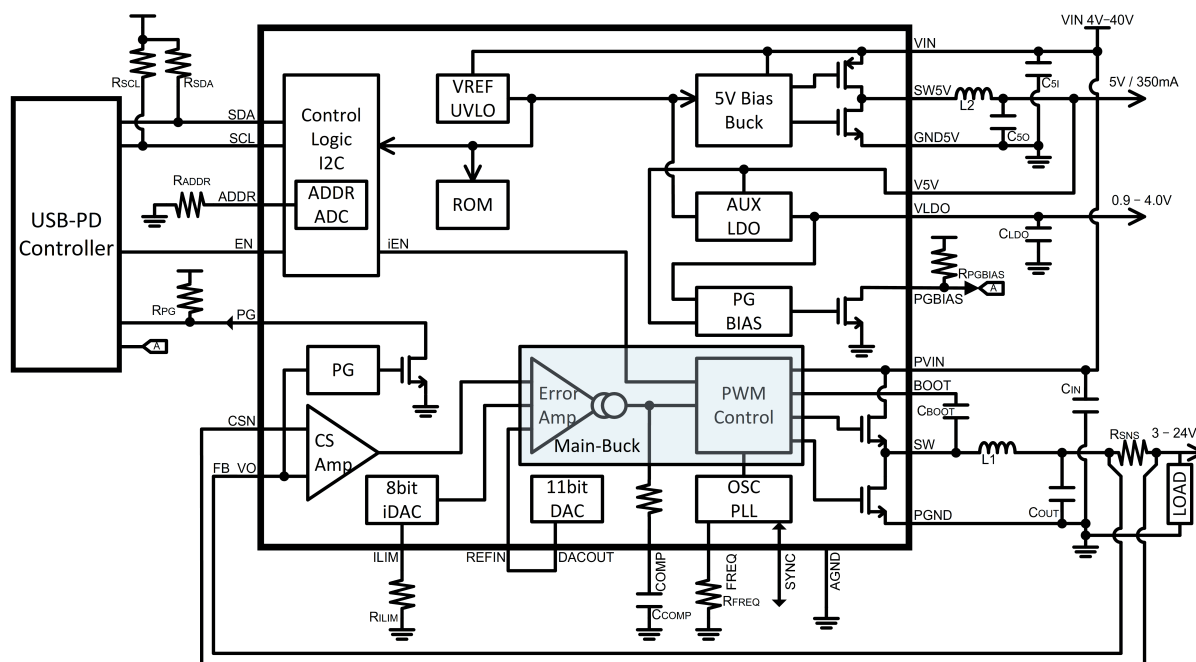 VIN 4V–40V
VIN
RSCL
RSDA
VREF
UVLO
5V Bias
Buck
C5I
SW5V
5V / 350mA
L2
C5O
GND5V
SDA
SCL
Control
Logic
I2C
RADDR
ADDR
ADDR
ADC
ROM
V5V
AUX
LDO
VLDO
0.9 – 4.0V
CLDO
USB-PD
Controller
EN
iEN
RPGBIAS
PGBIAS
A
PG
BIAS
RPG
PG
A
PG
PVIN
BOOT
CIN
CBOOT
Error
Amp
PWM
Control
Main-Buck
CSN
CS
Amp
FB_VO
SW
L1
RSNS
3 – 24V
LOAD
8bit
iDAC
11bit
DAC
OSC
PLL
COUT
PGND
ILIM
REFIN
DACOUT
COMP
FREQ
SYNC
AGND
RILIM
CCOMP
RFREQ